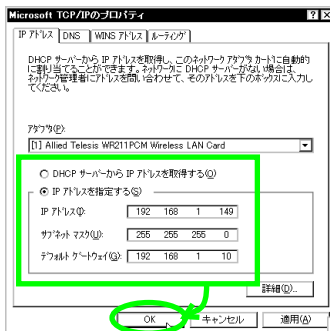 Microsoft TCP/IPのプロパティ
IP アドレス DNS WINS アドレス ルーティング
DHCP サーバーから IP アドレスを取得し、このネットワーク アダプタ カードに自動的
に割り当てることができます。ネットワークに DHCP サーバーがない場合は、
ネットワーク管理者にアドレスを問い合わせて、そのアドレスを下のボックスに入力し
てください。
アダプタ(P):
[1] Allied Telesis WR211PCM Wireless LAN Card
DHCP サーバーから IP アドレスを取得する(O)
IP アドレスを指定する(S)
IP アドレス(I): 192 168 1 149
サブネット マスク(U): 255 255 255 0
デフォルト ゲートウェイ(G): 192 168 1 10
詳細(D)...
OK キャンセル 適用(A)